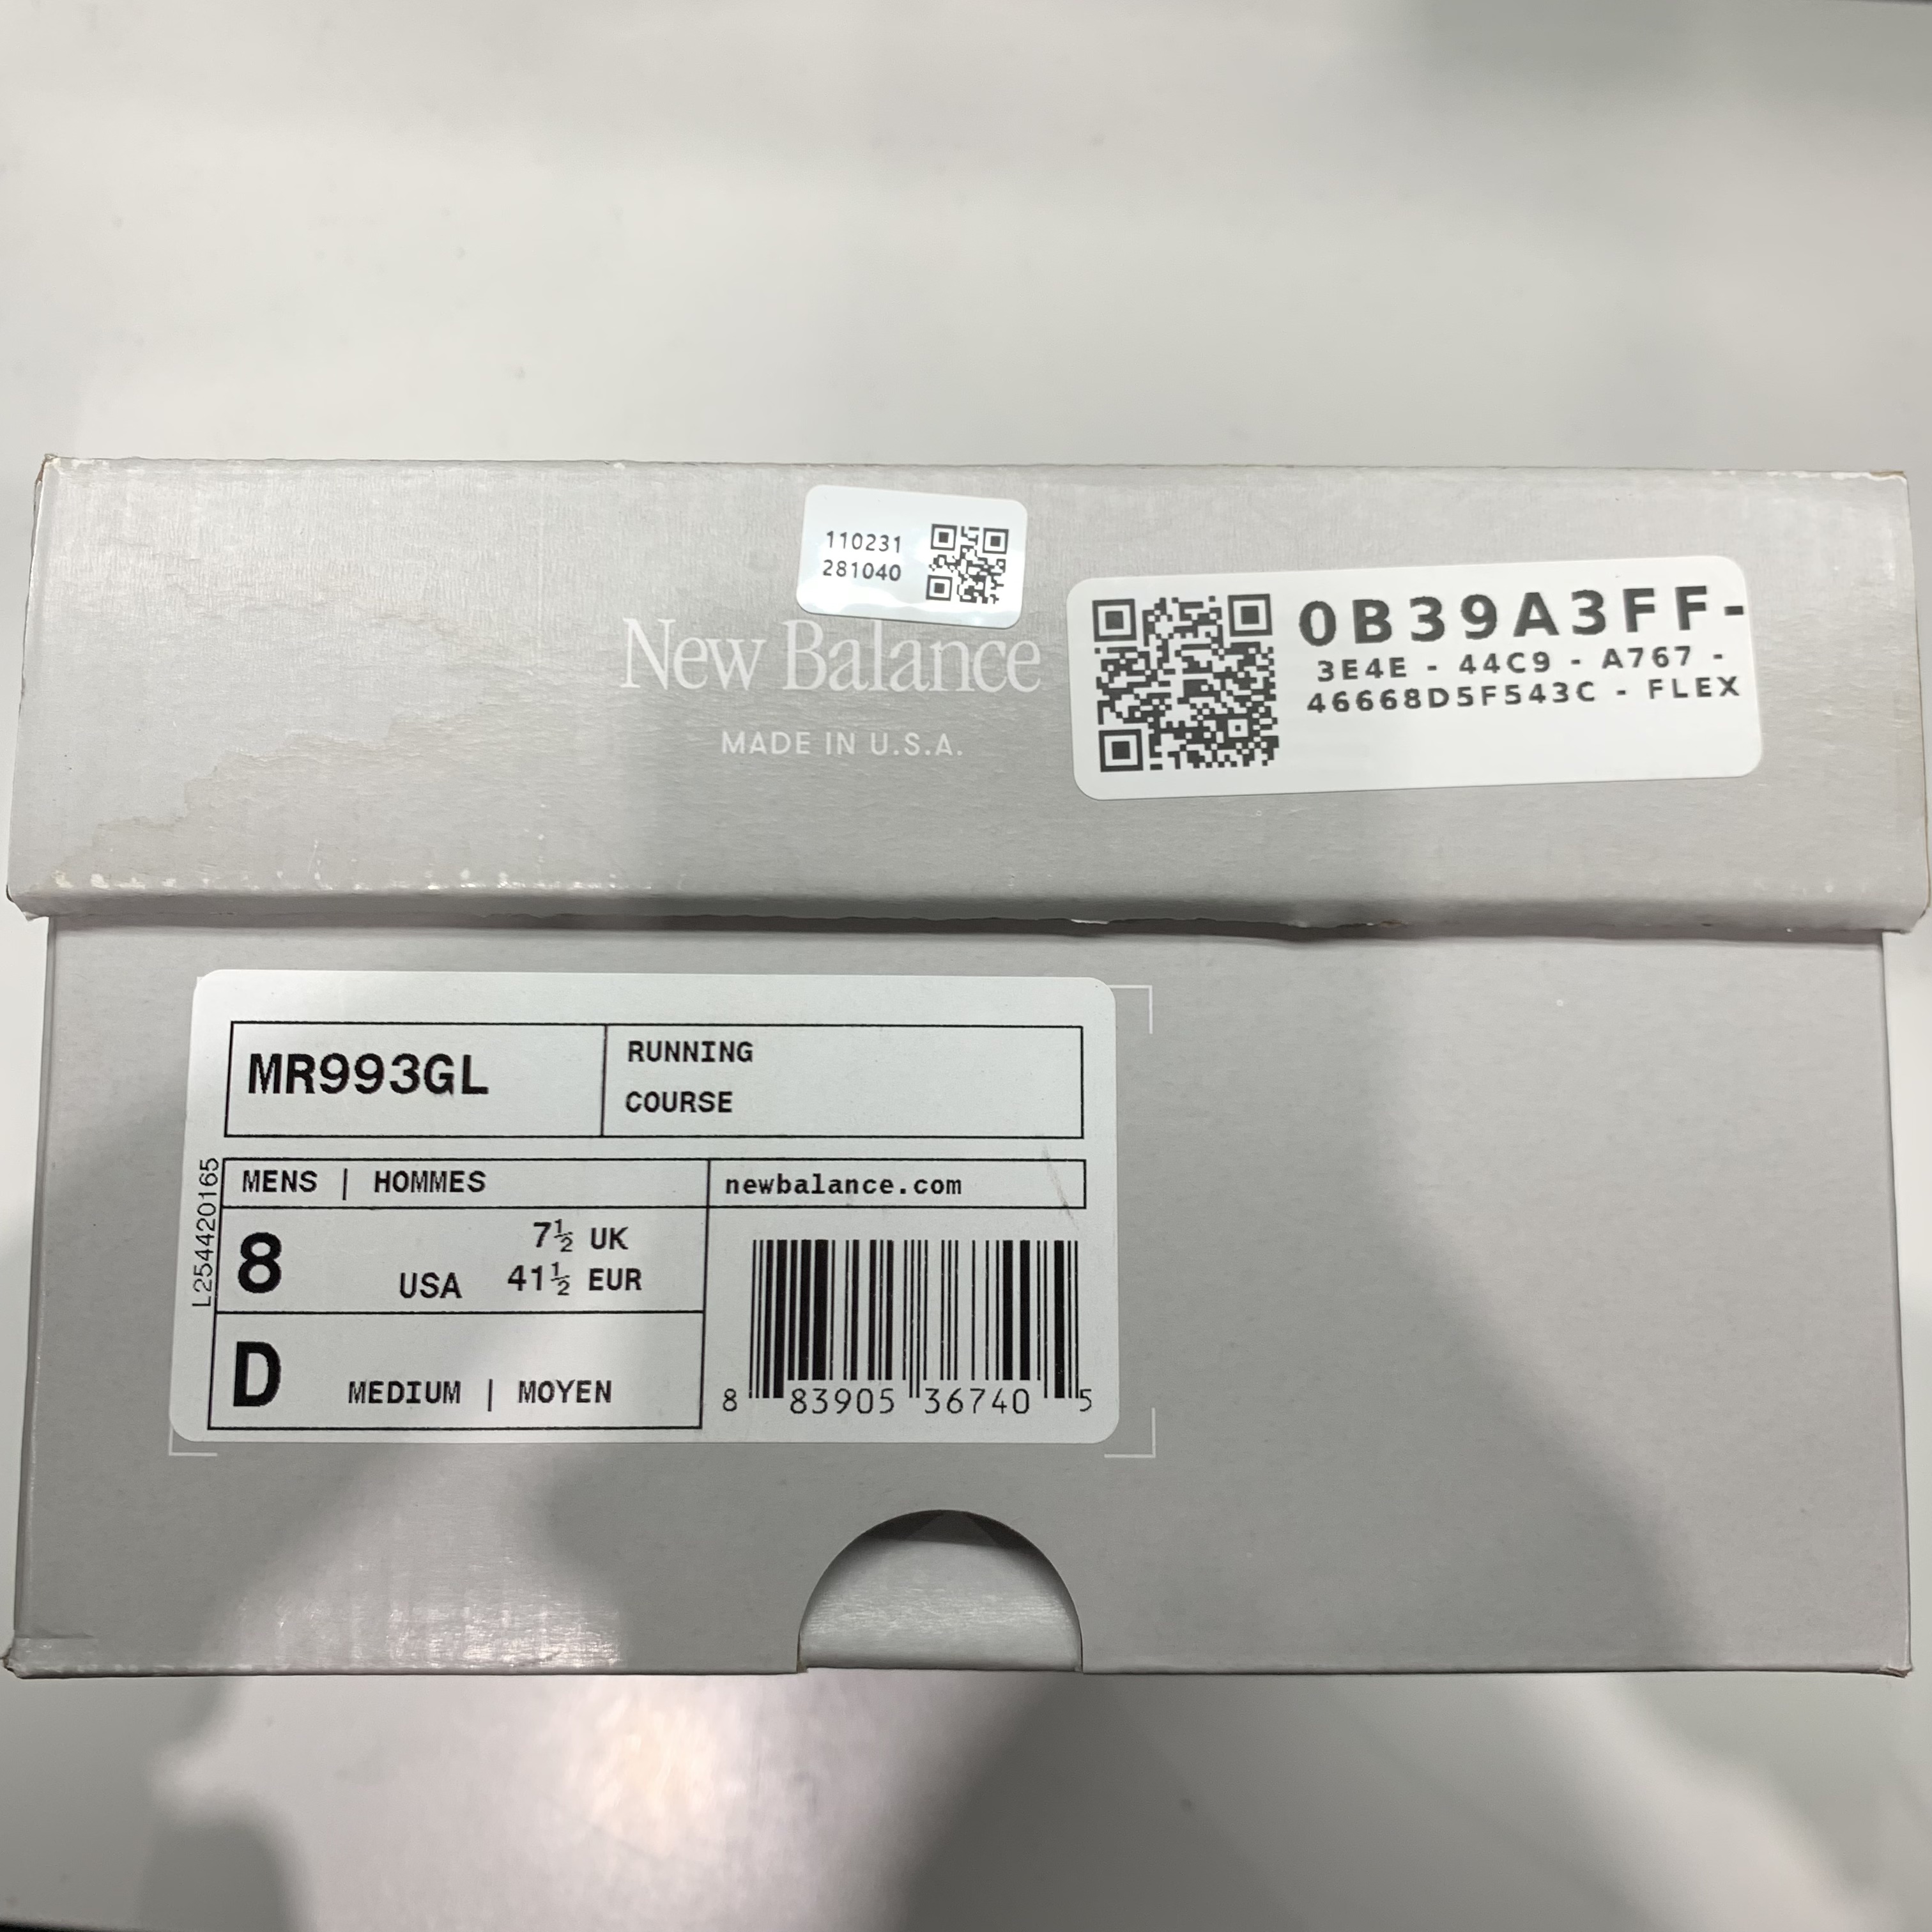 110231
281040
New Balance
MADE IN U.S.A.
0B39A3FF-
3E4E - 44C9 - A767 -
46668D5F543C - FLEX
MR993GL
RUNNING
COURSE
L254420165
MENS | HOMMES
newbalance.com
8 USA
7½ UK
41½ EUR
D MEDIUM | MOYEN
8 83905 36740 5